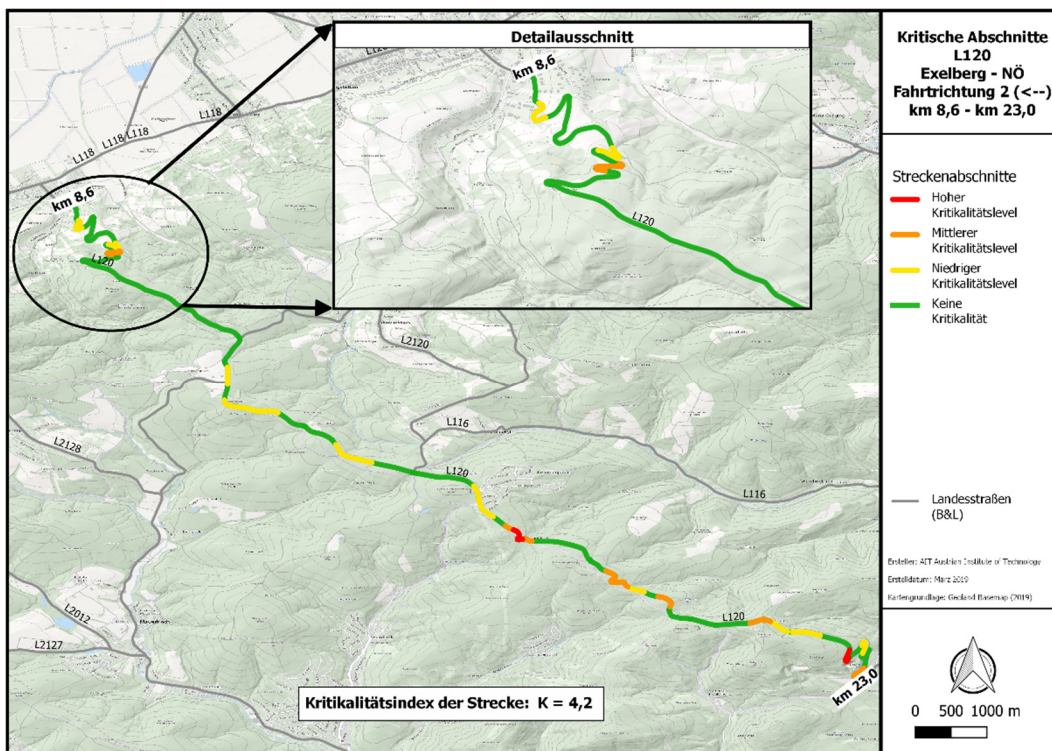 Detailausschnitt
km 8,6
L120
L118
L118
L118
km 8,6
L120
L2120
L116
L2128
L120
L116
L2012
L2127
L120
km 23,0
Kritikalitätsindex der Strecke: K = 4,2
Kritische Abschnitte
L120
Exelberg - NÖ
Fahrtrichtung 2 (<--)
km 8,6 - km 23,0
Streckenabschnitte
Hoher
Kritikalitätslevel
Mittlerer
Kritikalitätslevel
Niedriger
Kritikalitätslevel
Keine
Kritikalität
Landesstraßen
(B&L)
Ersteller: AIT Austrian Institute of Technology
Erstelldatum: März 2019
Kartengrundlage: Geoland Basemap (2019)
0 500 1000 m